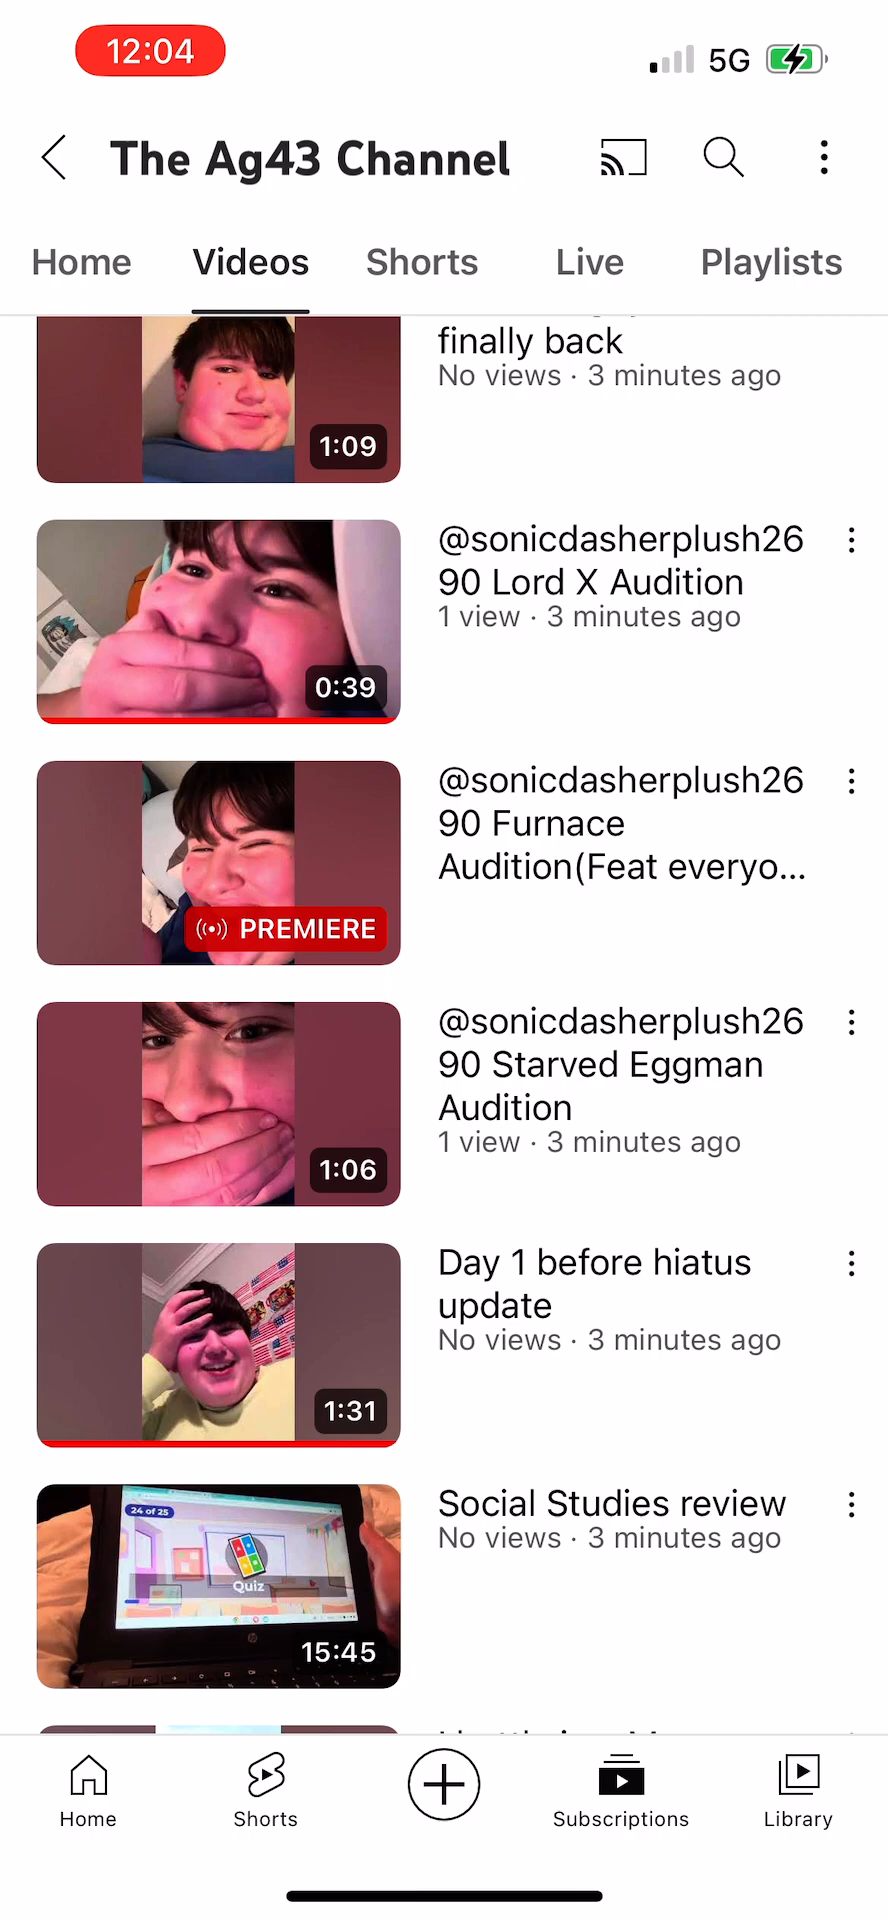 12:04
5G
The Ag43 Channel
Home
Videos
Shorts
Live
Playlists
finally back
No views · 3 minutes ago
1:09
@sonicdasherplush26
90 Lord X Audition
1 view · 3 minutes ago
0:39
@sonicdasherplush26
90 Furnace
Audition(Feat everyo...
PREMIERE
@sonicdasherplush26
90 Starved Eggman
Audition
1 view · 3 minutes ago
1:06
Day 1 before hiatus
update
No views · 3 minutes ago
1:31
Social Studies review
No views · 3 minutes ago
24 of 25
Quiz
hp
15:45
Home
Shorts
Subscriptions
Library